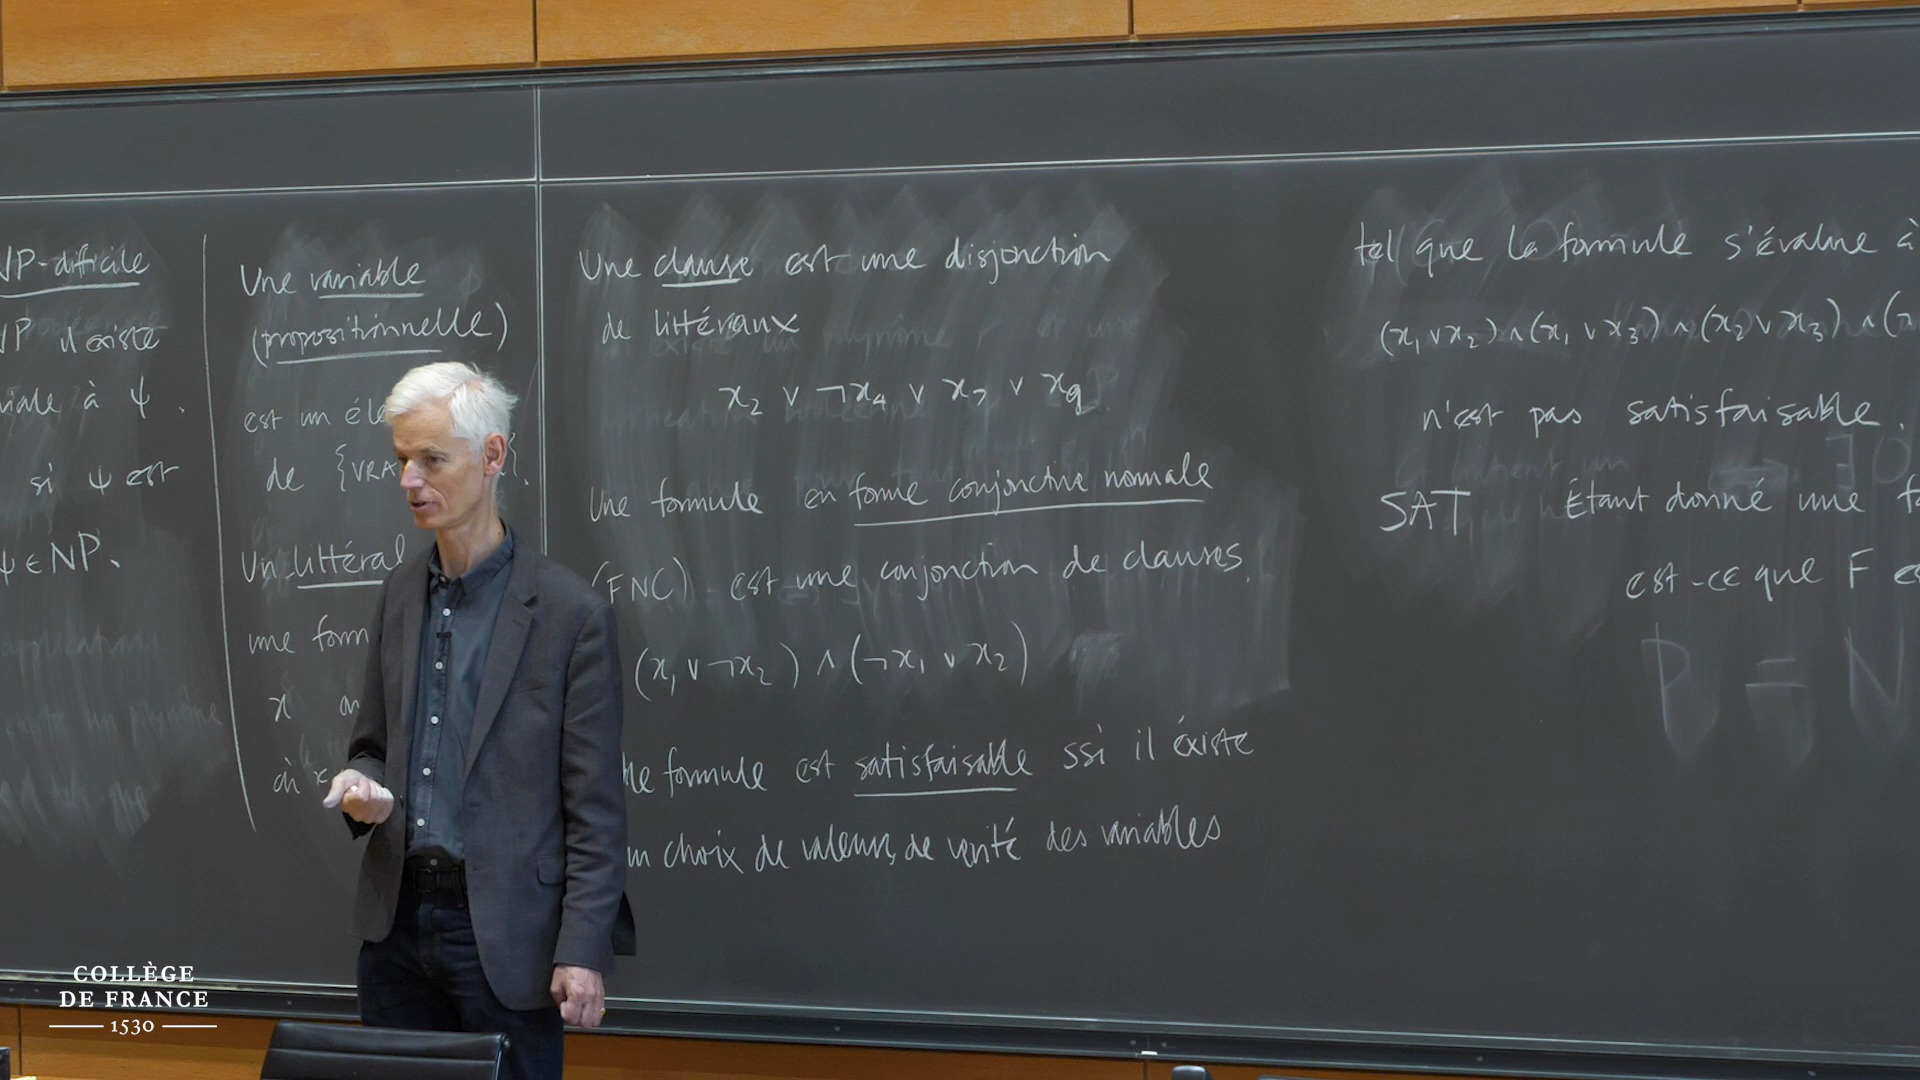 NP-difficile
NP il existe
à ψ.
si ψ est
ψ ∈ NP.
Une variable
(propositionnelle)
est un
de {VRA
Un littéral
une form
x
Une clause est une disjonction
de littéraux
x₂ ∨ ¬x₄ ∨ x₇ ∨ x₉
Une formule en forme conjonctive normale
(FNC) est une conjonction de clauses.
(x₁ ∨ ¬x₂) ∧ (¬x₁ ∨ x₂)
formule est satisfaisable ssi il éxiste
un choix de valeurs de verité des variables
tel que la formule s'évalue à
(x₁ ∨ x₂) ∧ (x₁ ∨ x₃) ∧ (x₂ ∨ x₃) ∧ (¬
n'est pas satisfaisable.
SAT Étant donné une
est-ce que F
P = N
COLLÈGE
DE FRANCE
1530